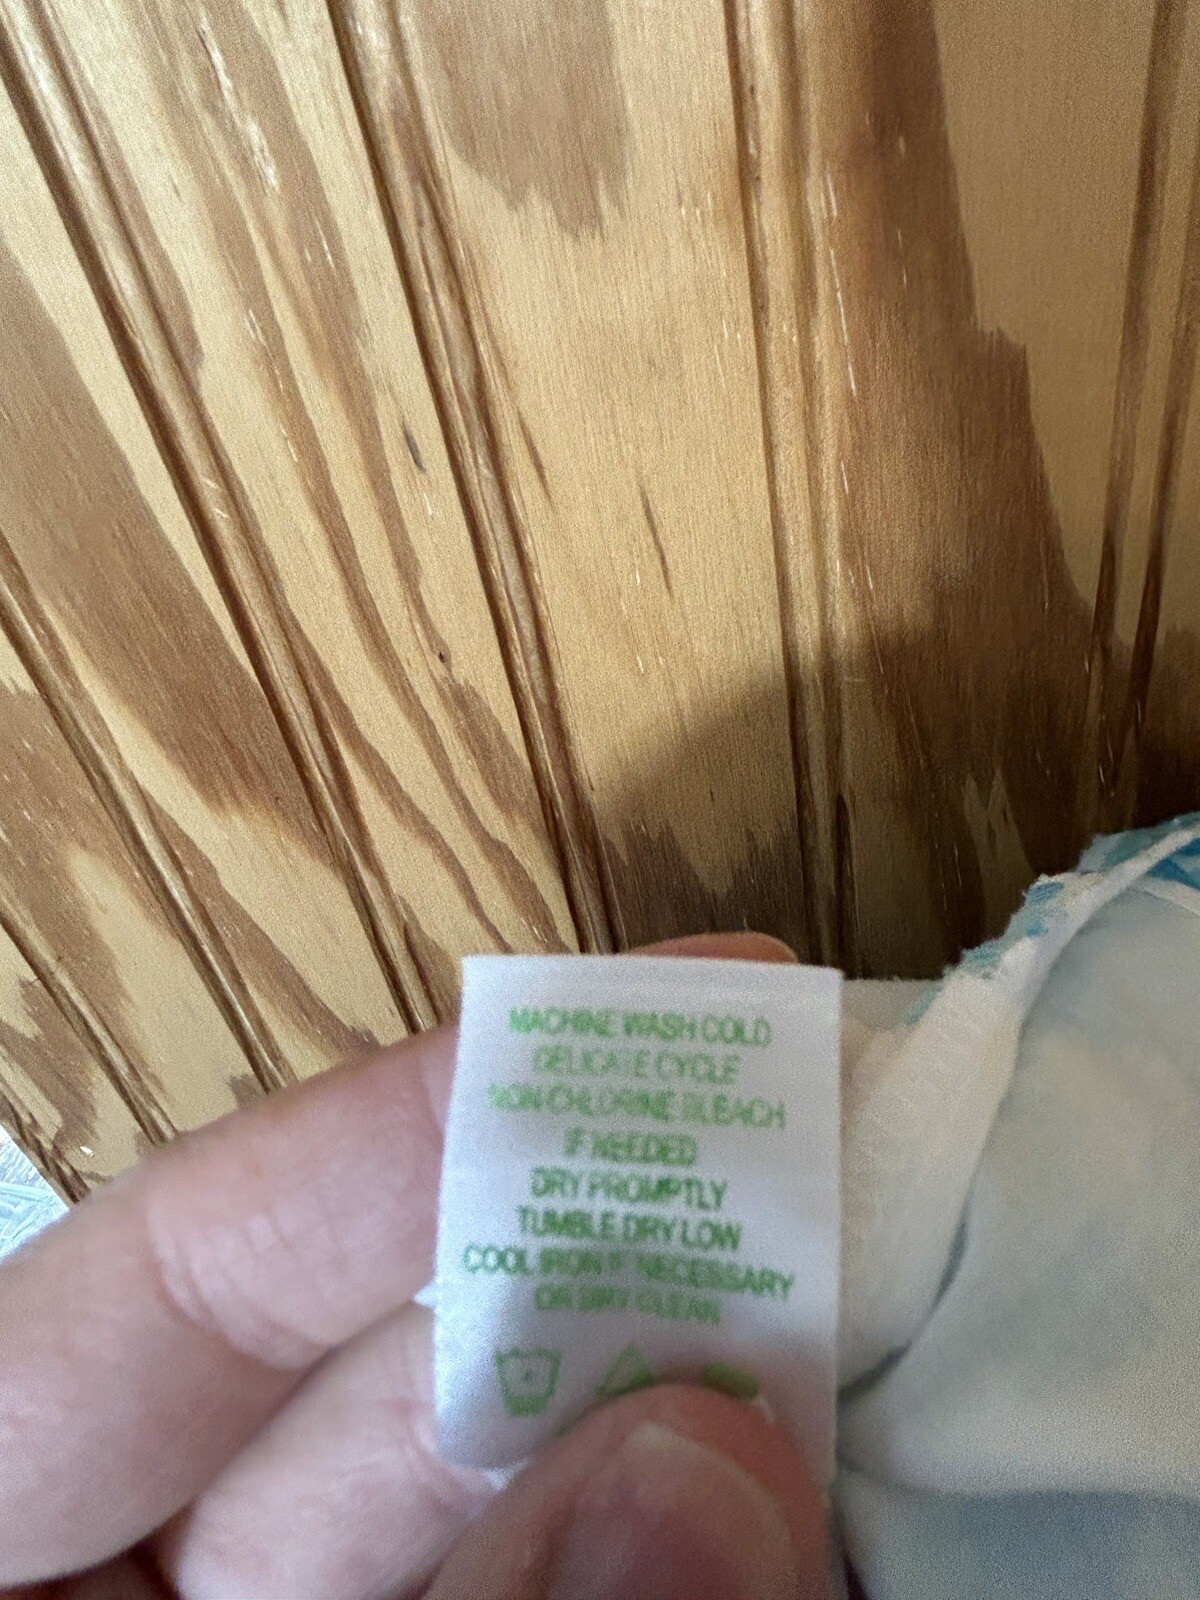 MACHINE WASH COLD
DELICATE CYCLE
NON CHLORINE BLEACH
IF NEEDED
DRY PROMPTLY
TUMBLE DRY LOW
COOL IRON IF NECESSARY
OR DRY CLEAN